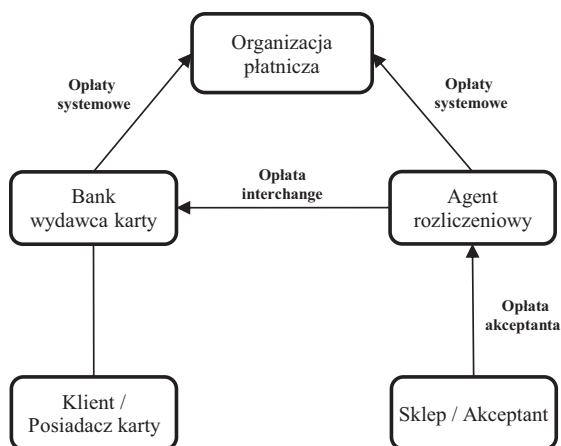 Organizacja
płatnicza
Opłaty
systemowe
Opłaty
systemowe
Bank
wydawca karty
Opłata
interchange
Agent
rozliczeniowy
Opłata
akceptanta
Klient /
Posiadacz karty
Sklep / Akceptant